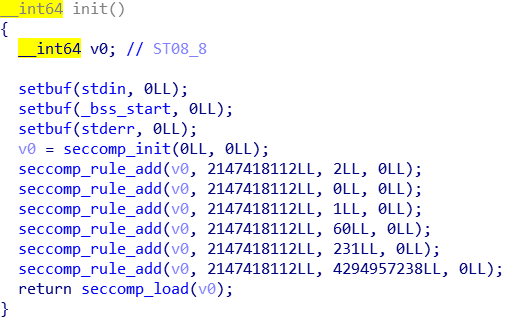 __int64 init()
{
  __int64 v0; // ST08_8

  setbuf(stdin, 0LL);
  setbuf(_bss_start, 0LL);
  setbuf(stderr, 0LL);
  v0 = seccomp_init(0LL, 0LL);
  seccomp_rule_add(v0, 2147418112LL, 2LL, 0LL);
  seccomp_rule_add(v0, 2147418112LL, 0LL, 0LL);
  seccomp_rule_add(v0, 2147418112LL, 1LL, 0LL);
  seccomp_rule_add(v0, 2147418112LL, 60LL, 0LL);
  seccomp_rule_add(v0, 2147418112LL, 231LL, 0LL);
  seccomp_rule_add(v0, 2147418112LL, 4294957238LL, 0LL);
  return seccomp_load(v0);
}